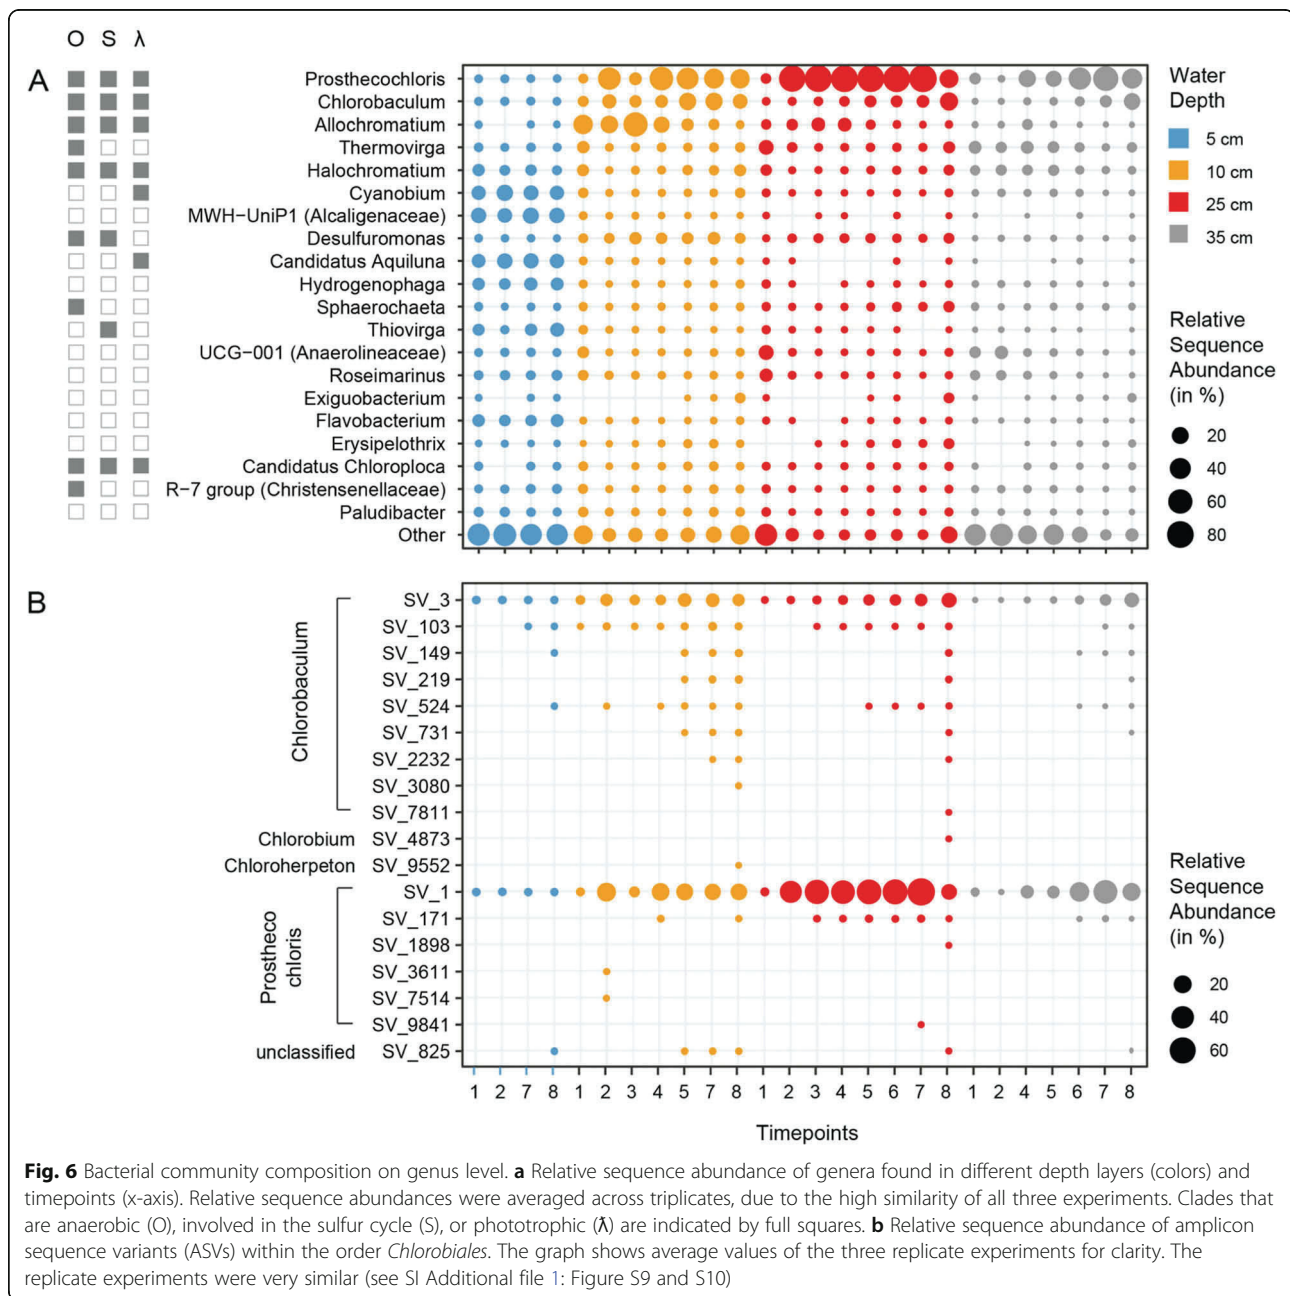 O S λ
A
Prosthecochloris
Chlorobaculum
Allochromatium
Thermovirga
Halochromatium
Cyanobium
MWH−UniP1 (Alcaligenaceae)
Desulfuromonas
Candidatus Aquiluna
Hydrogenophaga
Sphaerochaeta
Thiovirga
UCG−001 (Anaerolineaceae)
Roseimarinus
Exiguobacterium
Flavobacterium
Erysipelothrix
Candidatus Chloroploca
R−7 group (Christensenellaceae)
Paludibacter
Other
Water
Depth
5 cm
10 cm
25 cm
35 cm
Relative
Sequence
Abundance
(in %)
20
40
60
80
B
Chlorobaculum
SV_3
SV_103
SV_149
SV_219
SV_524
SV_731
SV_2232
SV_3080
SV_7811
Chlorobium SV_4873
Chloroherpeton SV_9552
Prostheco
chloris
SV_1
SV_171
SV_1898
SV_3611
SV_7514
SV_9841
unclassified SV_825
Relative
Sequence
Abundance
(in %)
20
40
60
1 2 7 8 1 2 3 4 5 7 8 1 2 3 4 5 6 7 8 1 2 4 5 6 7 8
Timepoints
Fig. 6 Bacterial community composition on genus level. a Relative sequence abundance of genera found in different depth layers (colors) and
timepoints (x-axis). Relative sequence abundances were averaged across triplicates, due to the high similarity of all three experiments. Clades that
are anaerobic (O), involved in the sulfur cycle (S), or phototrophic (ƛ) are indicated by full squares. b Relative sequence abundance of amplicon
sequence variants (ASVs) within the order Chlorobiales. The graph shows average values of the three replicate experiments for clarity. The
replicate experiments were very similar (see SI Additional file 1: Figure S9 and S10)